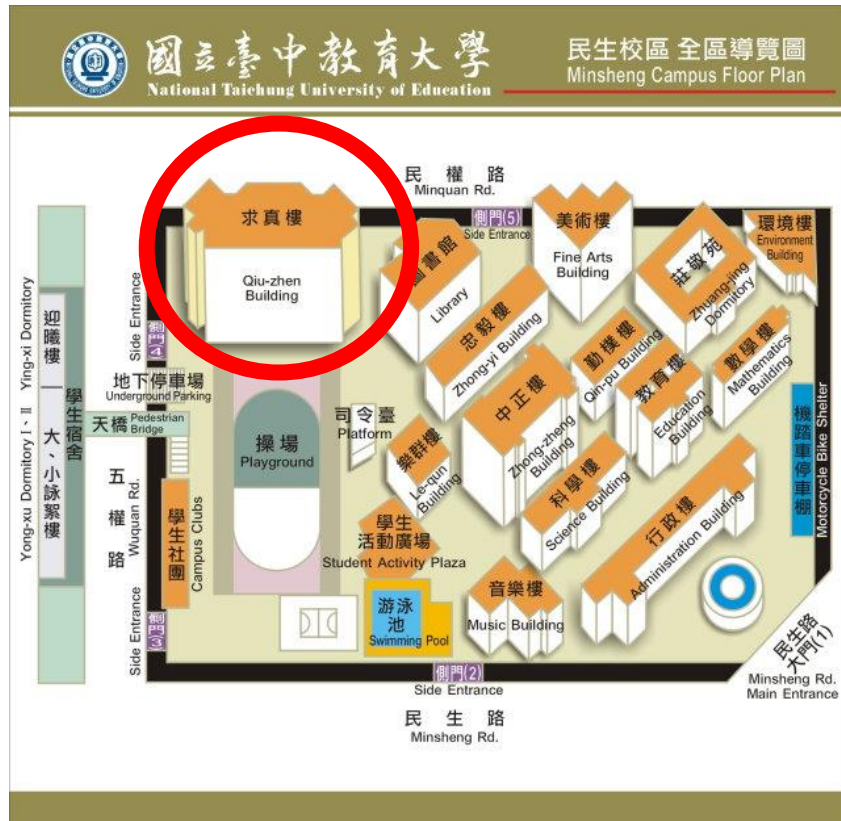 國立臺中教育大學
National Taichung University of Education
民生校區 全區導覽圖
Minsheng Campus Floor Plan
民權路
Minquan Rd.
求真樓
Qiu-zhen
Building
圖書館
Library
側門(5)
Side Entrance
美術樓
Fine Arts
Building
莊敬苑
Zhuang-jing
Dormitory
環境樓
Environment
Building
忠毅樓
Zhong-yi Building
勤樸樓
Qin-pu Building
教育樓
Education
Building
數學樓
Mathematics
Building
Side Entrance
側門(4)
迎曦樓
大、小詠絮樓
Yong-xu Dormitory I、II Ying-xi Dormitory
學生宿舍
地下停車場
Underground Parking
天橋
Pedestrian
Bridge
操場
Playground
司令臺
Platform
樂群樓
Le-qun
Building
中正樓
Zhong-zheng
Building
科學樓
Science Building
行政樓
Administration Building
機踏車停車棚
Motorcycle Bike Shelter
五權路
Wuquan Rd.
學生社團
Campus Clubs
學生
活動廣場
Student Activity Plaza
音樂樓
Music Building
游泳
池
Swimming Pool
Side Entrance
側門(3)
側門(2)
Side Entrance
民生路
Minsheng Rd.
民生路
大門(1)
Minsheng Rd.
Main Entrance